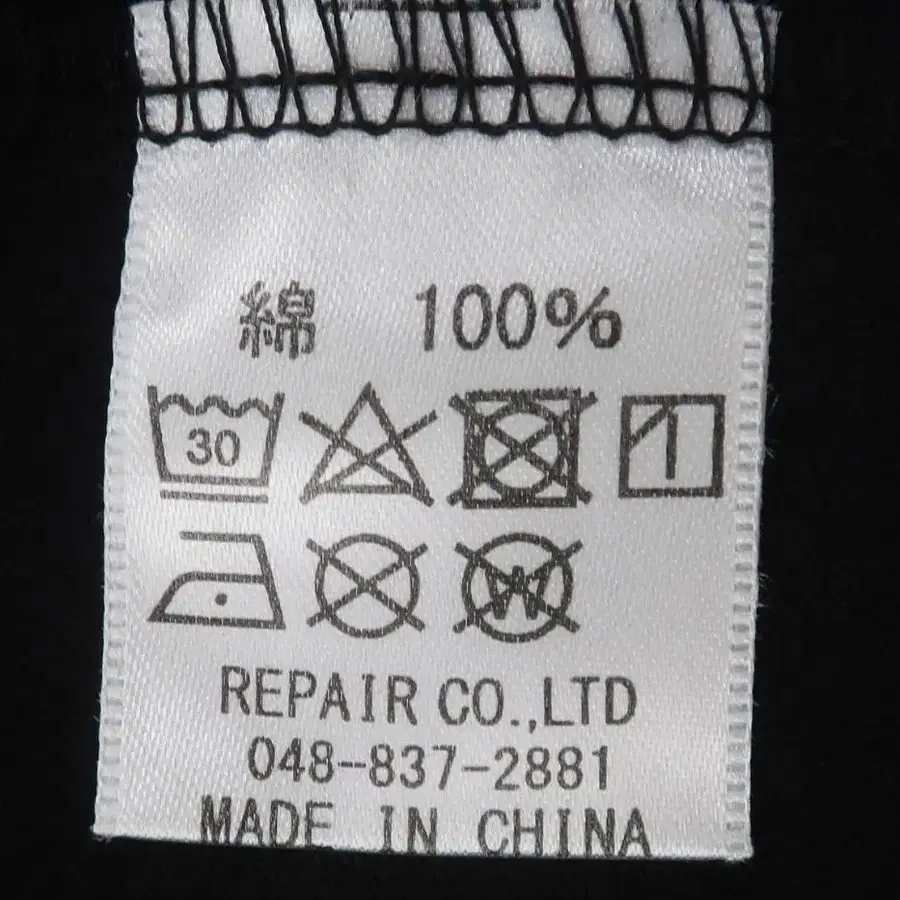 綿 100%
30
W
REPAIR CO.,LTD
048-837-2881
MADE IN CHINA